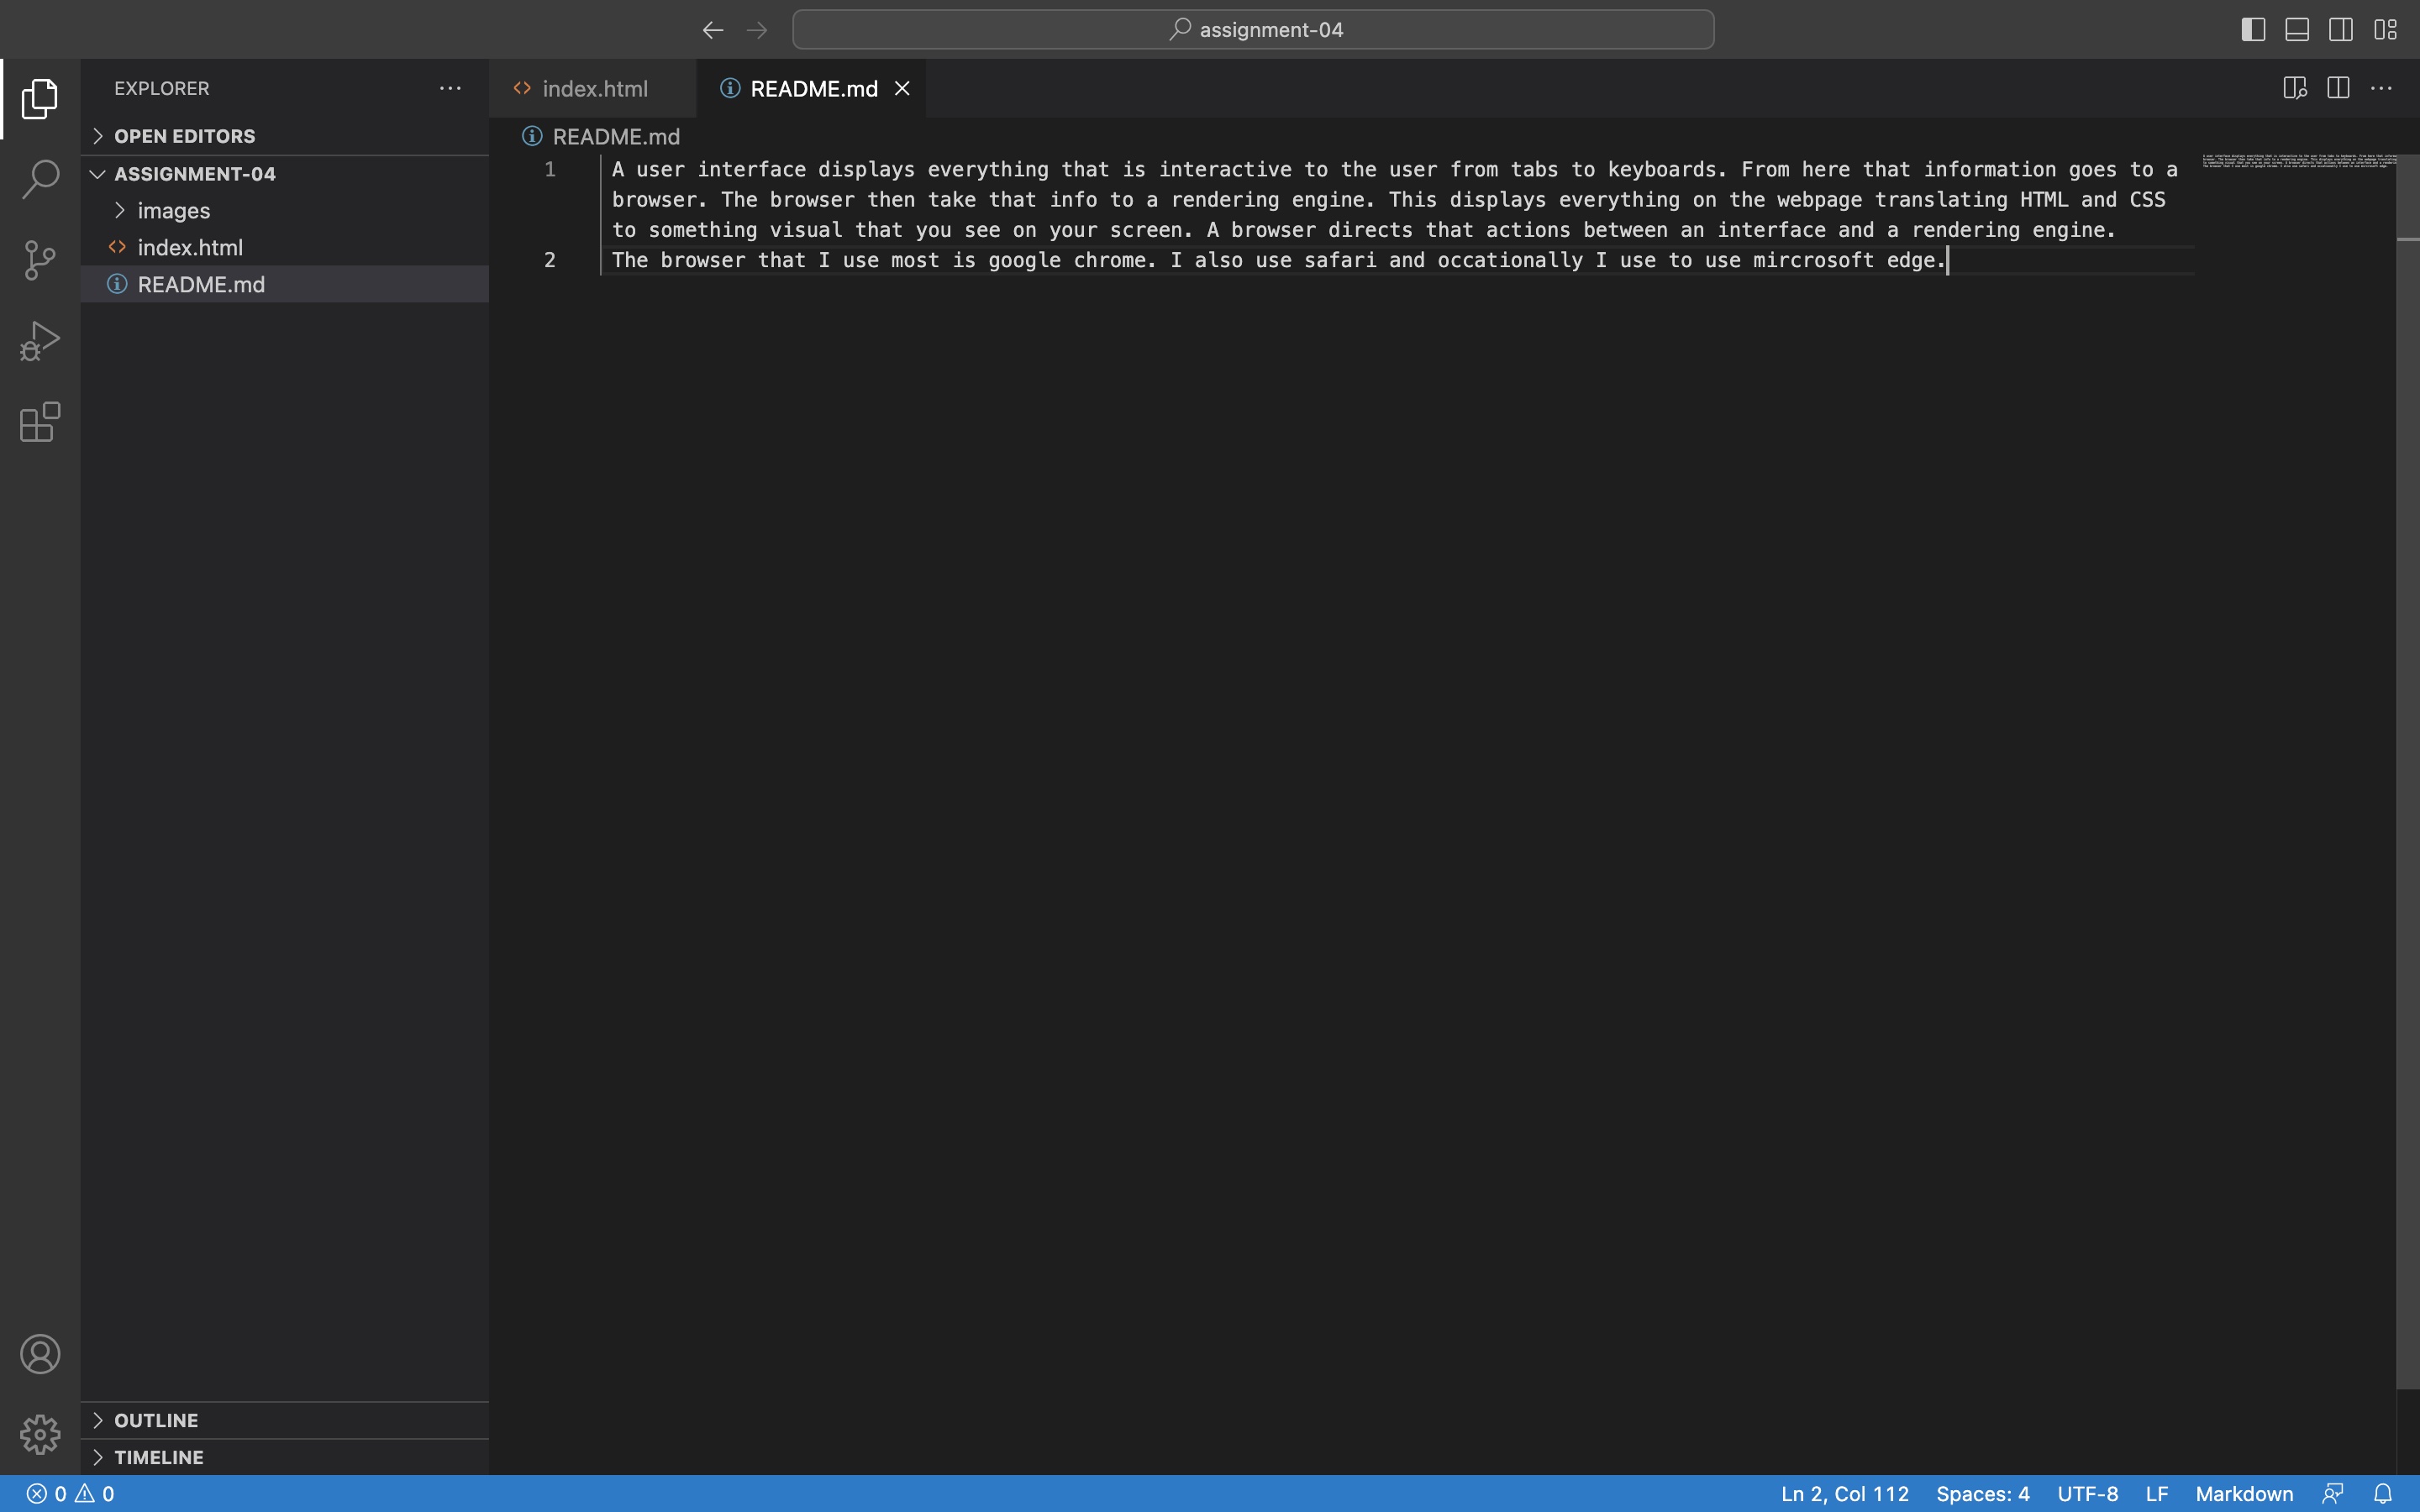 assignment-04
EXPLORER
index.html
README.md
OPEN EDITORS
README.md
ASSIGNMENT-04
images
index.html
README.md
1 A user interface displays everything that is interactive to the user from tabs to keyboards. From here that information goes to a
browser. The browser then take that info to a rendering engine. This displays everything on the webpage translating HTML and CSS
to something visual that you see on your screen. A browser directs that actions between an interface and a rendering engine.
2 The browser that I use most is google chrome. I also use safari and occationally I use to use mircrosoft edge.
OUTLINE
TIMELINE
0 0 Ln 2, Col 112 Spaces: 4 UTF-8 LF Markdown